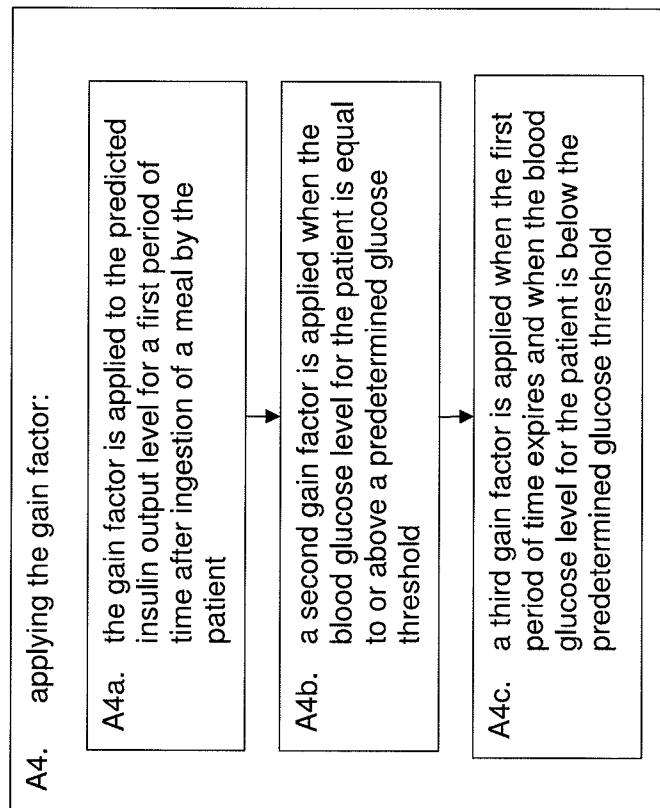 A4. applying the gain factor:
A4a. the gain factor is applied to the predicted
insulin output level for a first period of
time after ingestion of a meal by the
patient
A4b. a second gain factor is applied when the
blood glucose level for the patient is equal
to or above a predetermined glucose
threshold
A4c. a third gain factor is applied when the first
period of time expires and when the blood
glucose level for the patient is below the
predetermined glucose threshold